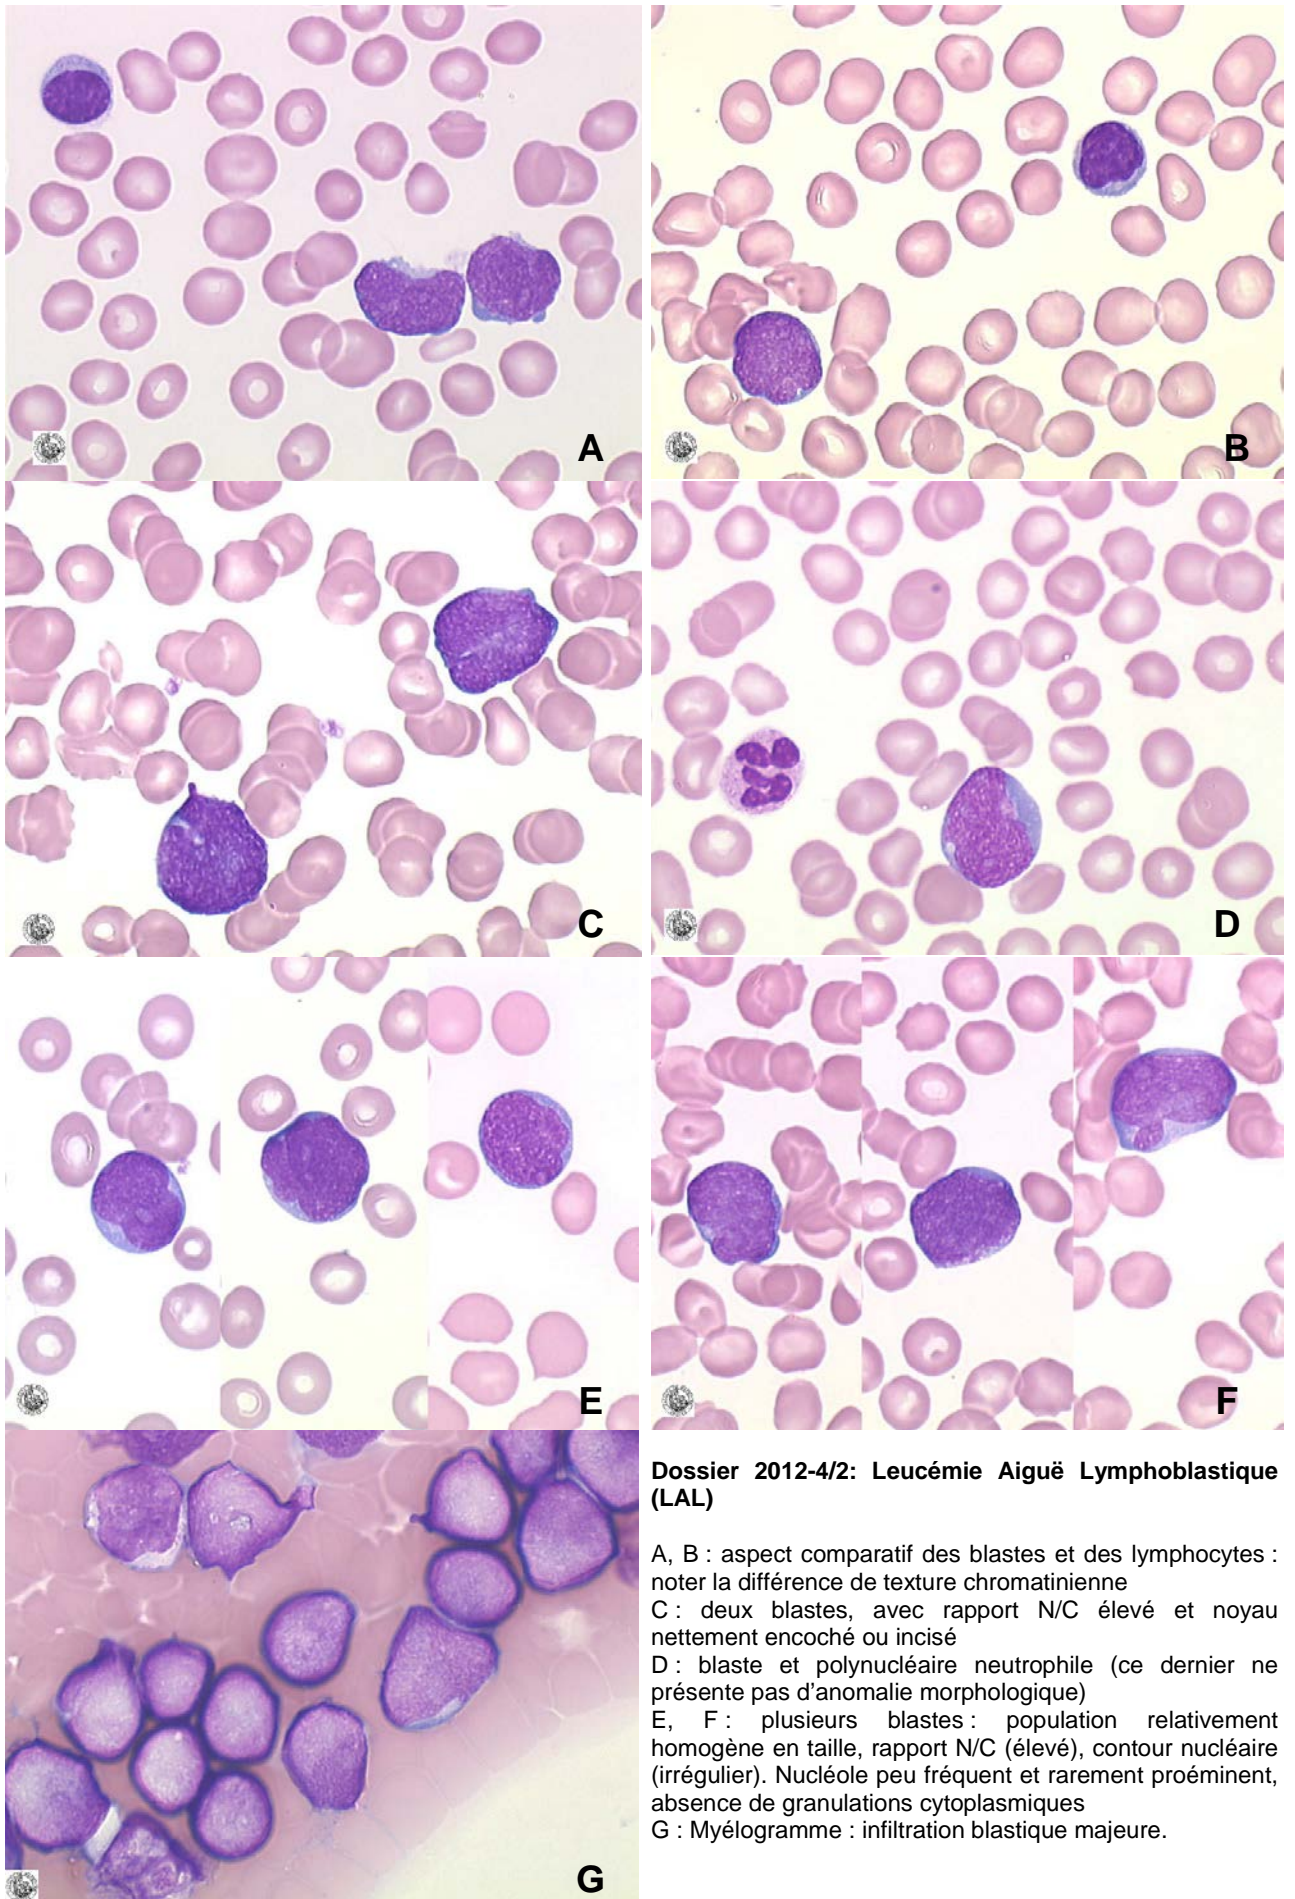 A
B
C
D
E
F
G
Dossier 2012-4/2: Leucémie Aiguë Lymphoblastique
(LAL)
A, B : aspect comparatif des blastes et des lymphocytes :
noter la différence de texture chromatinienne
C : deux blastes, avec rapport N/C élevé et noyau
nettement encoché ou incisé
D : blaste et polynucléaire neutrophile (ce dernier ne
présente pas d'anomalie morphologique)
E, F : plusieurs blastes : population relativement
homogène en taille, rapport N/C (élevé), contour nucléaire
(irrégulier). Nucléole peu fréquent et rarement proéminent,
absence de granulations cytoplasmiques
G : Myélogramme : infiltration blastique majeure.